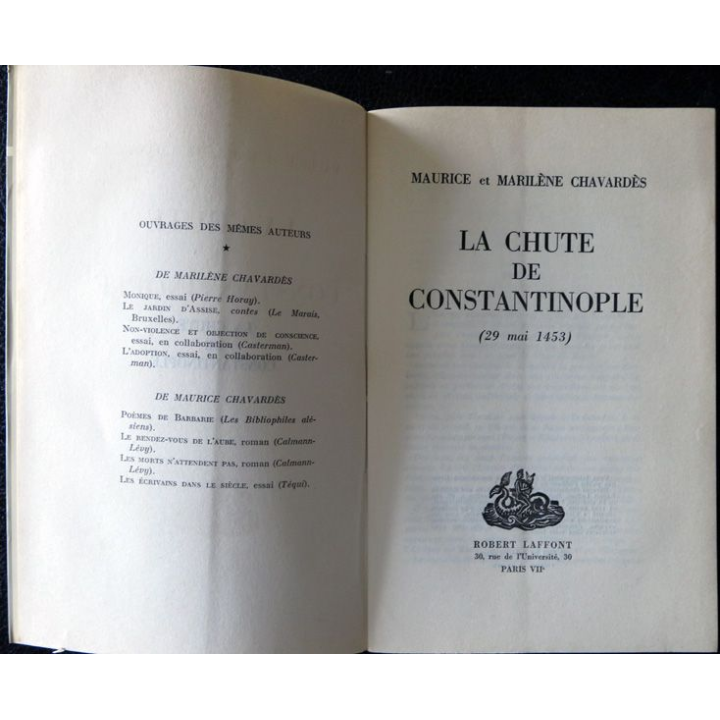 OUVRAGES DES MÊMES AUTEURS
★
DE MARILÈNE CHAVARDÈS
MONIQUE, essai (Pierre Horay).
LE JARDIN D'ASSISE, contes (Le Marais,
Bruxelles).
NON-VIOLENCE ET OBJECTION DE CONSCIENCE,
essai, en collaboration (Casterman).
L'ADOPTION, essai, en collaboration (Caster-
man).
DE MAURICE CHAVARDÈS
POÈMES DE BARBARIE (Les Bibliophiles alé-
siens).
LE RENDEZ-VOUS DE L'AUBE, roman (Calmann-
Lévy).
LES MORTS N'ATTENDENT PAS, roman (Calmann-
Lévy).
LES ÉCRIVAINS DANS LE SIÈCLE, essai (Téqui).
MAURICE et MARILÈNE CHAVARDÈS
LA CHUTE
DE
CONSTANTINOPLE
(29 mai 1453)
ROBERT LAFFONT
30, rue de l'Université, 30
PARIS VIIe